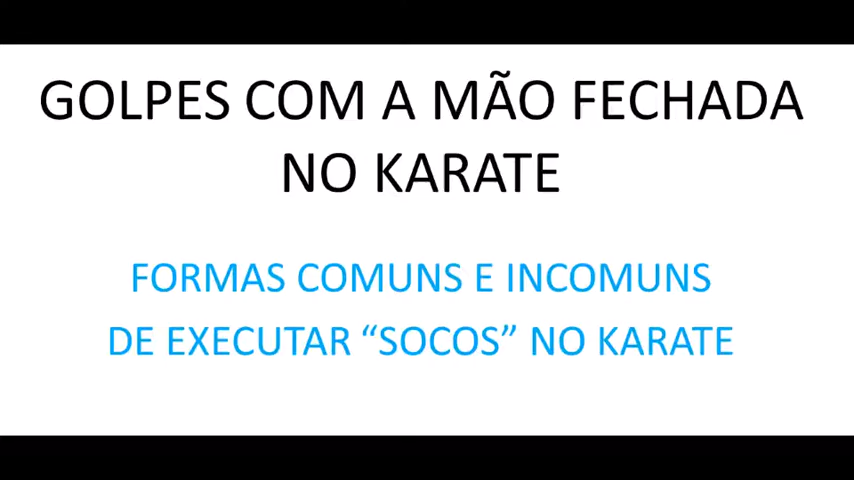 GOLPES COM A MÃO FECHADA
NO KARATE
FORMAS COMUNS E INCOMUNS
DE EXECUTAR “SOCOS” NO KARATE